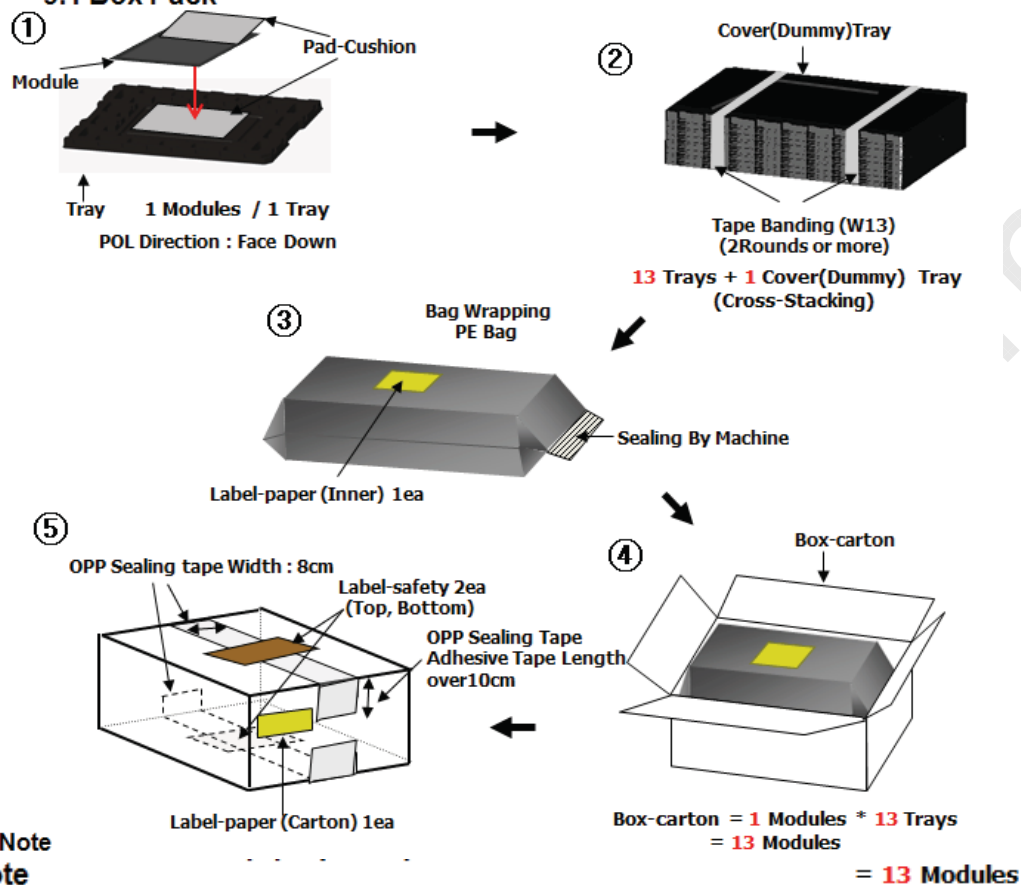 ①
Pad-Cushion
Module
Tray
1 Modules / 1 Tray
POL Direction : Face Down
②
Cover(Dummy)Tray
Tape Banding (W13)
(2Rounds or more)
13 Trays + 1 Cover(Dummy) Tray
(Cross-Stacking)
③
Bag Wrapping
PE Bag
Sealing By Machine
Label-paper (Inner) 1ea
④
Box-carton
Box-carton = 1 Modules * 13 Trays
= 13 Modules
⑤
OPP Sealing tape Width : 8cm
Label-safety 2ea
(Top, Bottom)
OPP Sealing Tape
Adhesive Tape Length
over10cm
Label-paper (Carton) 1ea
Note
= 13 Modules